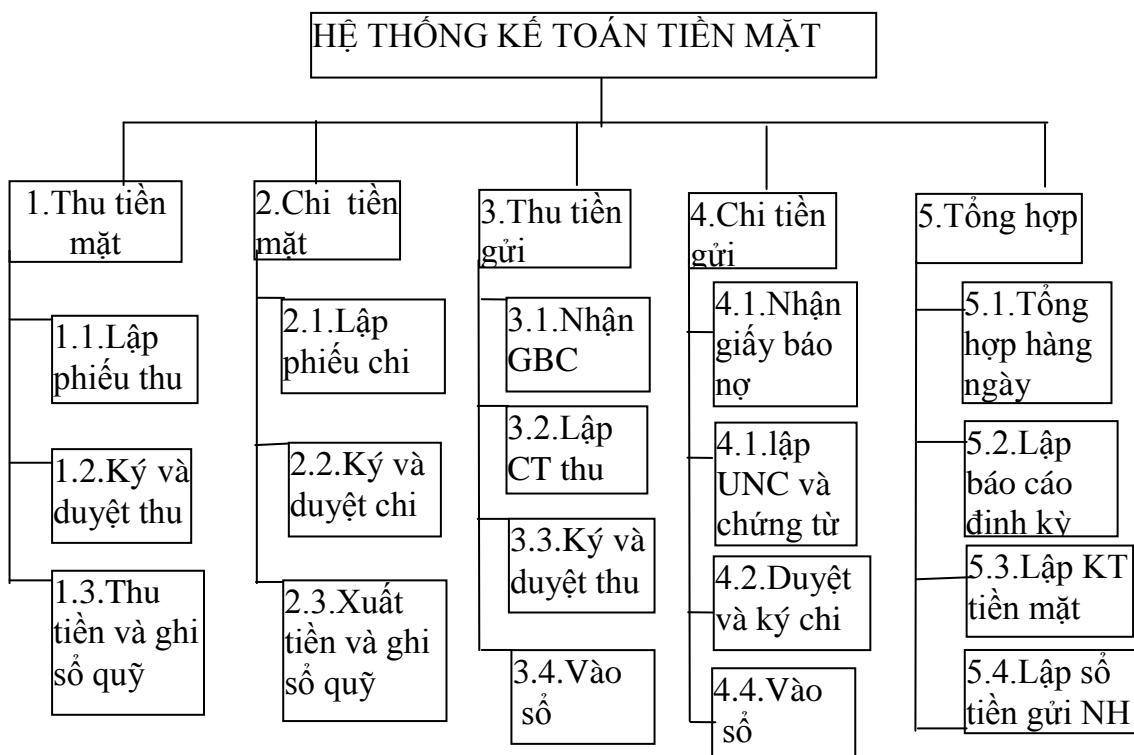 HỆ THỐNG KẾ TOÁN TIỀN MẶT
1.Thu tiền
mặt
1.1.Lập
phiếu thu
1.2.Ký và
duyệt thu
1.3.Thu
tiền và ghi
sổ quỹ
2.Chi tiền
mặt
2.1.Lập
phiếu chi
2.2.Ký và
duyệt chi
2.3.Xuất
tiền và ghi
sổ quỹ
3.Thu tiền
gửi
3.1.Nhận
GBC
3.2.Lập
CT thu
3.3.Ký và
duyệt thu
3.4.Vào
sổ
4.Chi tiền
gửi
4.1.Nhận
giấy báo
nợ
4.1.lập
UNC và
chứng từ
4.2.Duyệt
và ký chi
4.4.Vào
sổ
5.Tổng hợp
5.1.Tổng
hợp hàng
ngày
5.2.Lập
báo cáo
đinh kỳ
5.3.Lập KT
tiền mặt
5.4.Lập sổ
tiền gửi NH